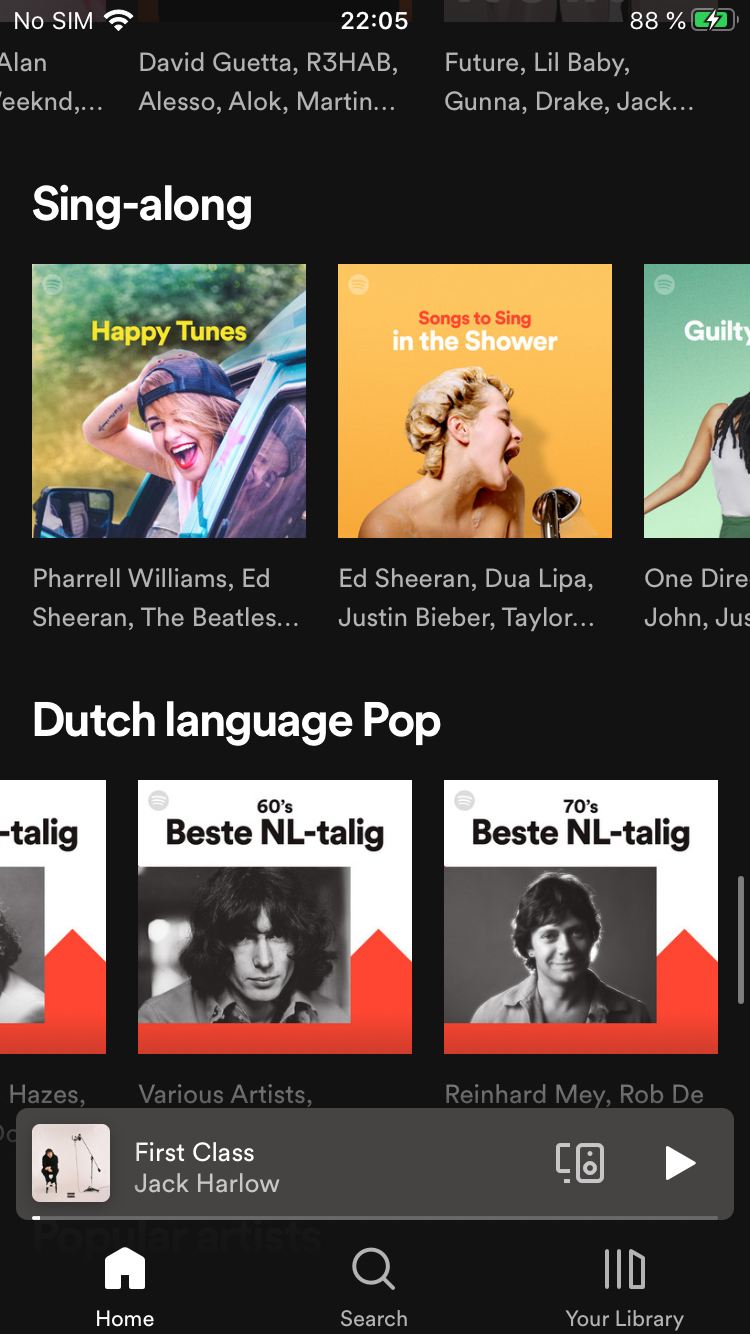 No SIM 22:05 88 %
Alan
David Guetta, R3HAB,
Future, Lil Baby,
Veeknd,...
Alesso, Alok, Martin...
Gunna, Drake, Jack...
Sing-along
Happy Tunes
Songs to Sing
in the Shower
Guilty
Pharrell Williams, Ed
Sheeran, The Beatles...
Ed Sheeran, Dua Lipa,
Justin Bieber, Taylor...
One Dire
John, Jus
Dutch language Pop
-talig
60's
Beste NL-talig
70's
Beste NL-talig
Hazes,
Various Artists,
Reinhard Mey, Rob De
First Class
Jack Harlow
Popular artists
Home
Search
Your Library